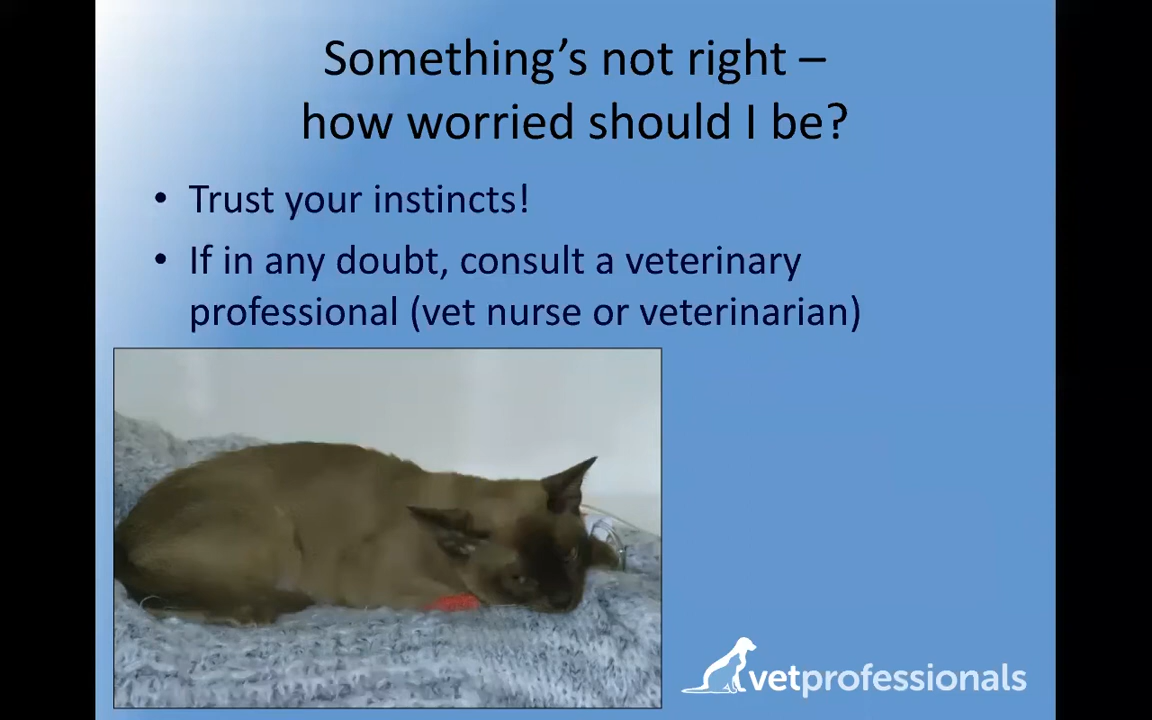 Something’s not right –
how worried should I be?
• Trust your instincts!
• If in any doubt, consult a veterinary
professional (vet nurse or veterinarian)
vetprofessionals